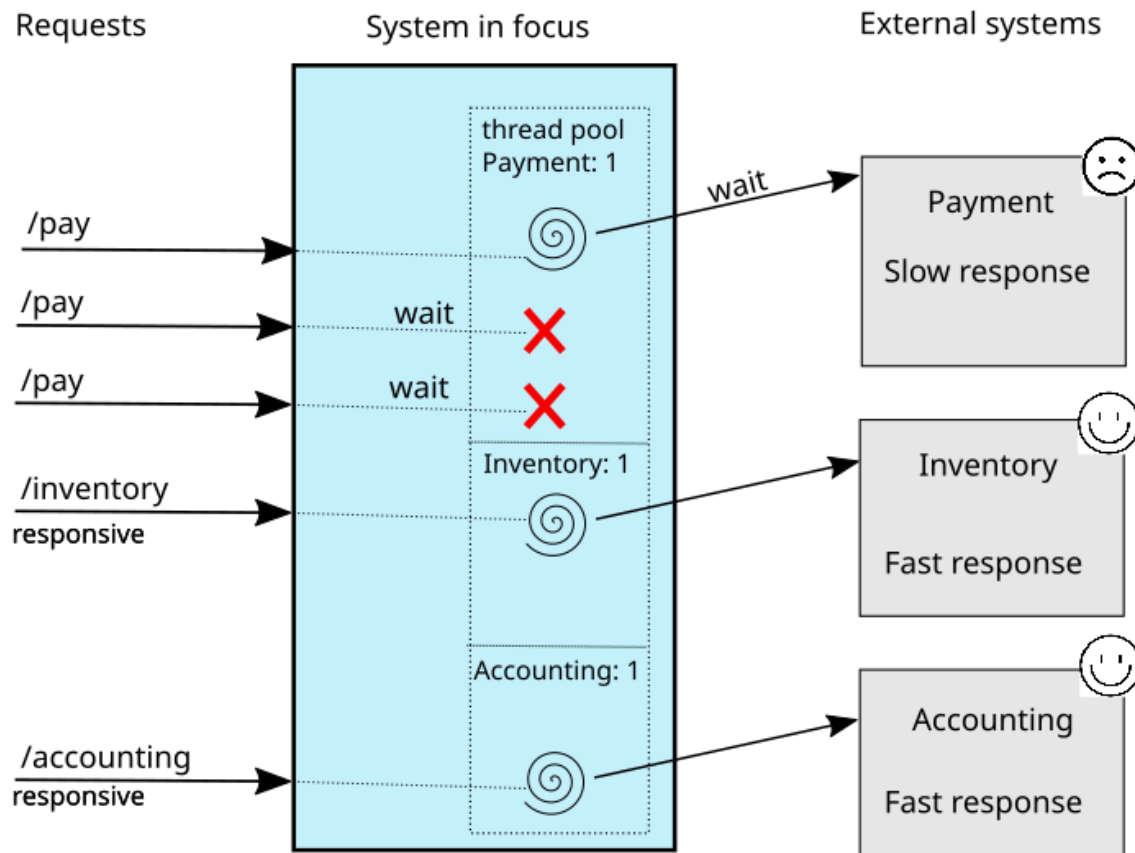 Requests
System in focus
External systems
thread pool
Payment: 1
wait
Payment
Slow response
/pay
/pay
wait
/pay
wait
Inventory: 1
Inventory
Fast response
/inventory
responsive
Accounting: 1
Accounting
Fast response
/accounting
responsive